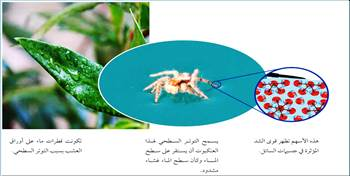 هذه الأسهم تظهر قوى الشد
المؤثرة في جسيمات السائل.
يسمح التوتر السطحي لهذا
العنكبوت أن يستقر على سطح
الماء وكأن سطح الماء غشاء
مشدود.
تكونت قطرات ماء على أوراق
العشب بسبب التوتر السطحي.